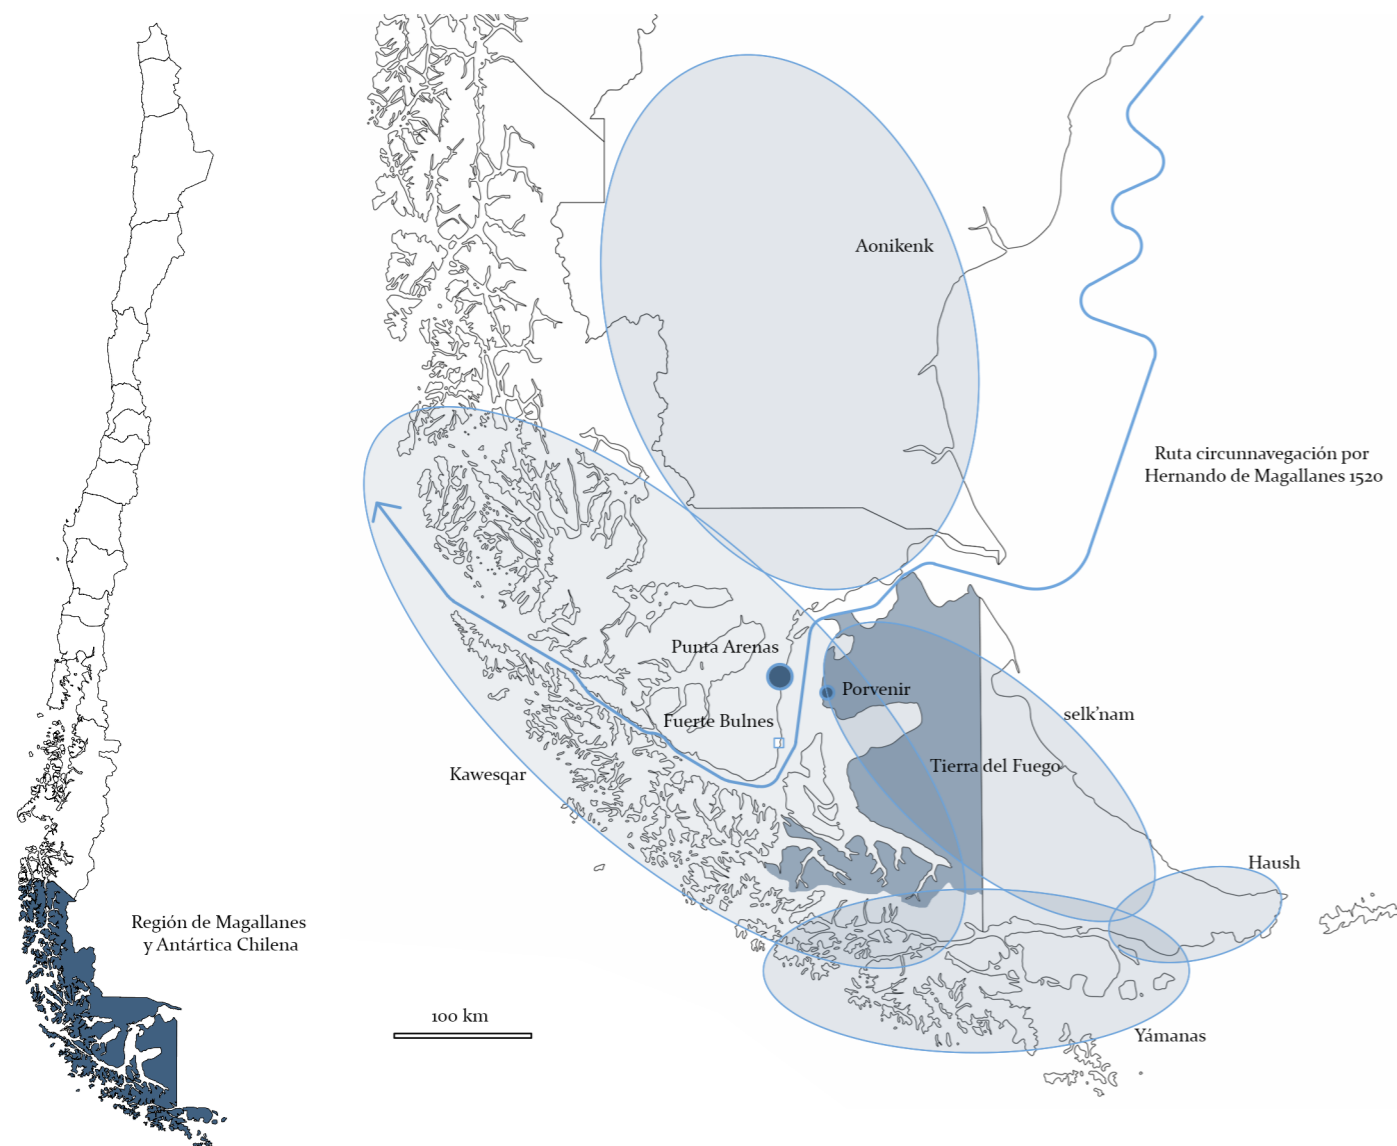 Aonikenk
Ruta circunnavegación por
Hernando de Magallanes 1520
Punta Arenas
Porvenir
Fuerte Bulnes
selk’nam
Tierra del Fuego
Kawesqar
Haush
Región de Magallanes
y Antártica Chilena
100 km
Yámanas